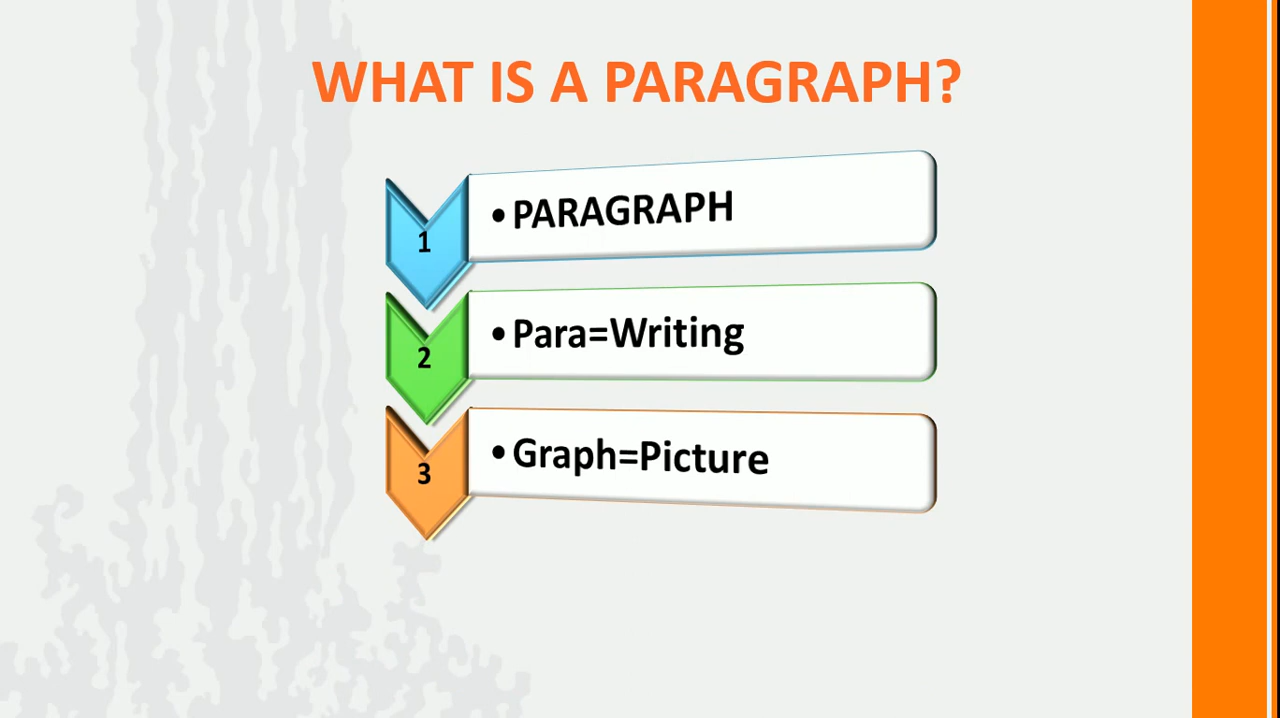 WHAT IS A PARAGRAPH?
1
•PARAGRAPH
2
•Para=Writing
3
•Graph=Picture